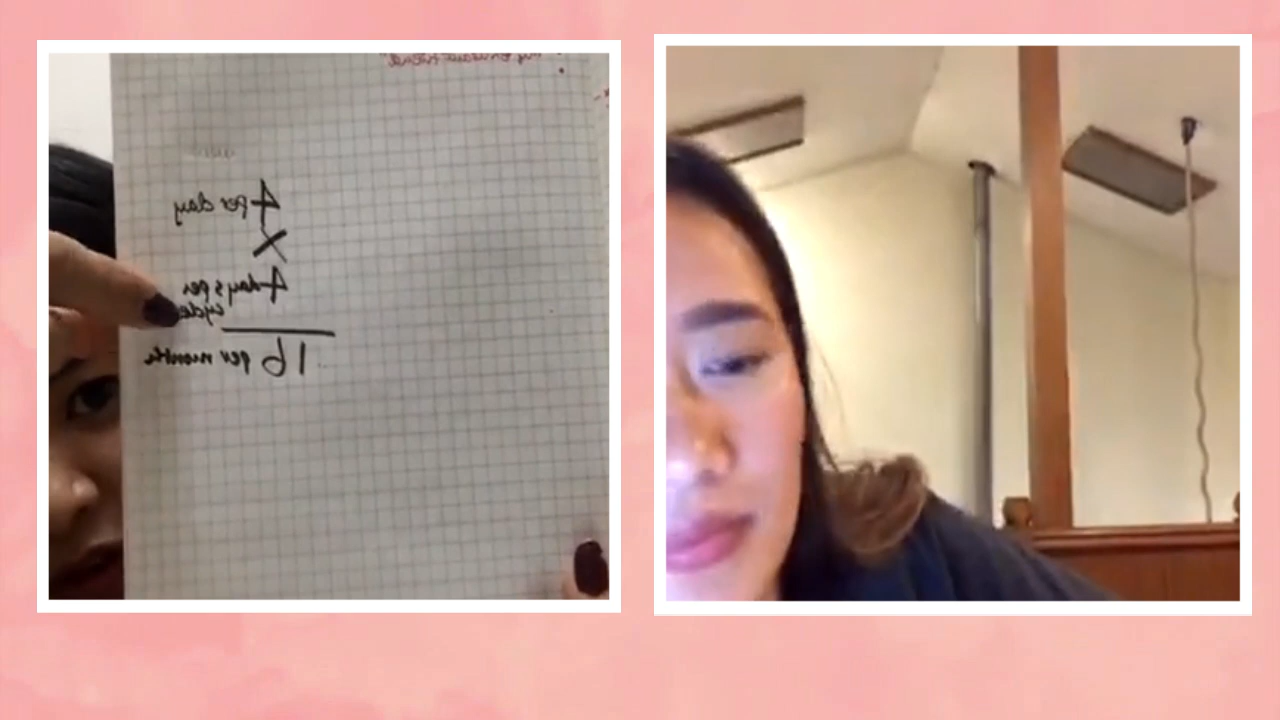 4 per day
X
4 days per
cycle
16 per month